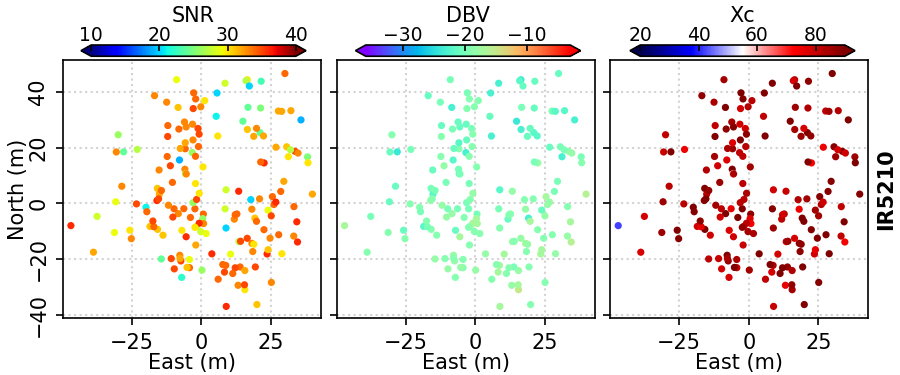 SNR DBV Xc
10 20 30 40 −30 −20 −10 20 40 60 80
40
20
0
−20
−40
North (m)
IR5210
−25 0 25 −25 0 25 −25 0 25
East (m) East (m) East (m)